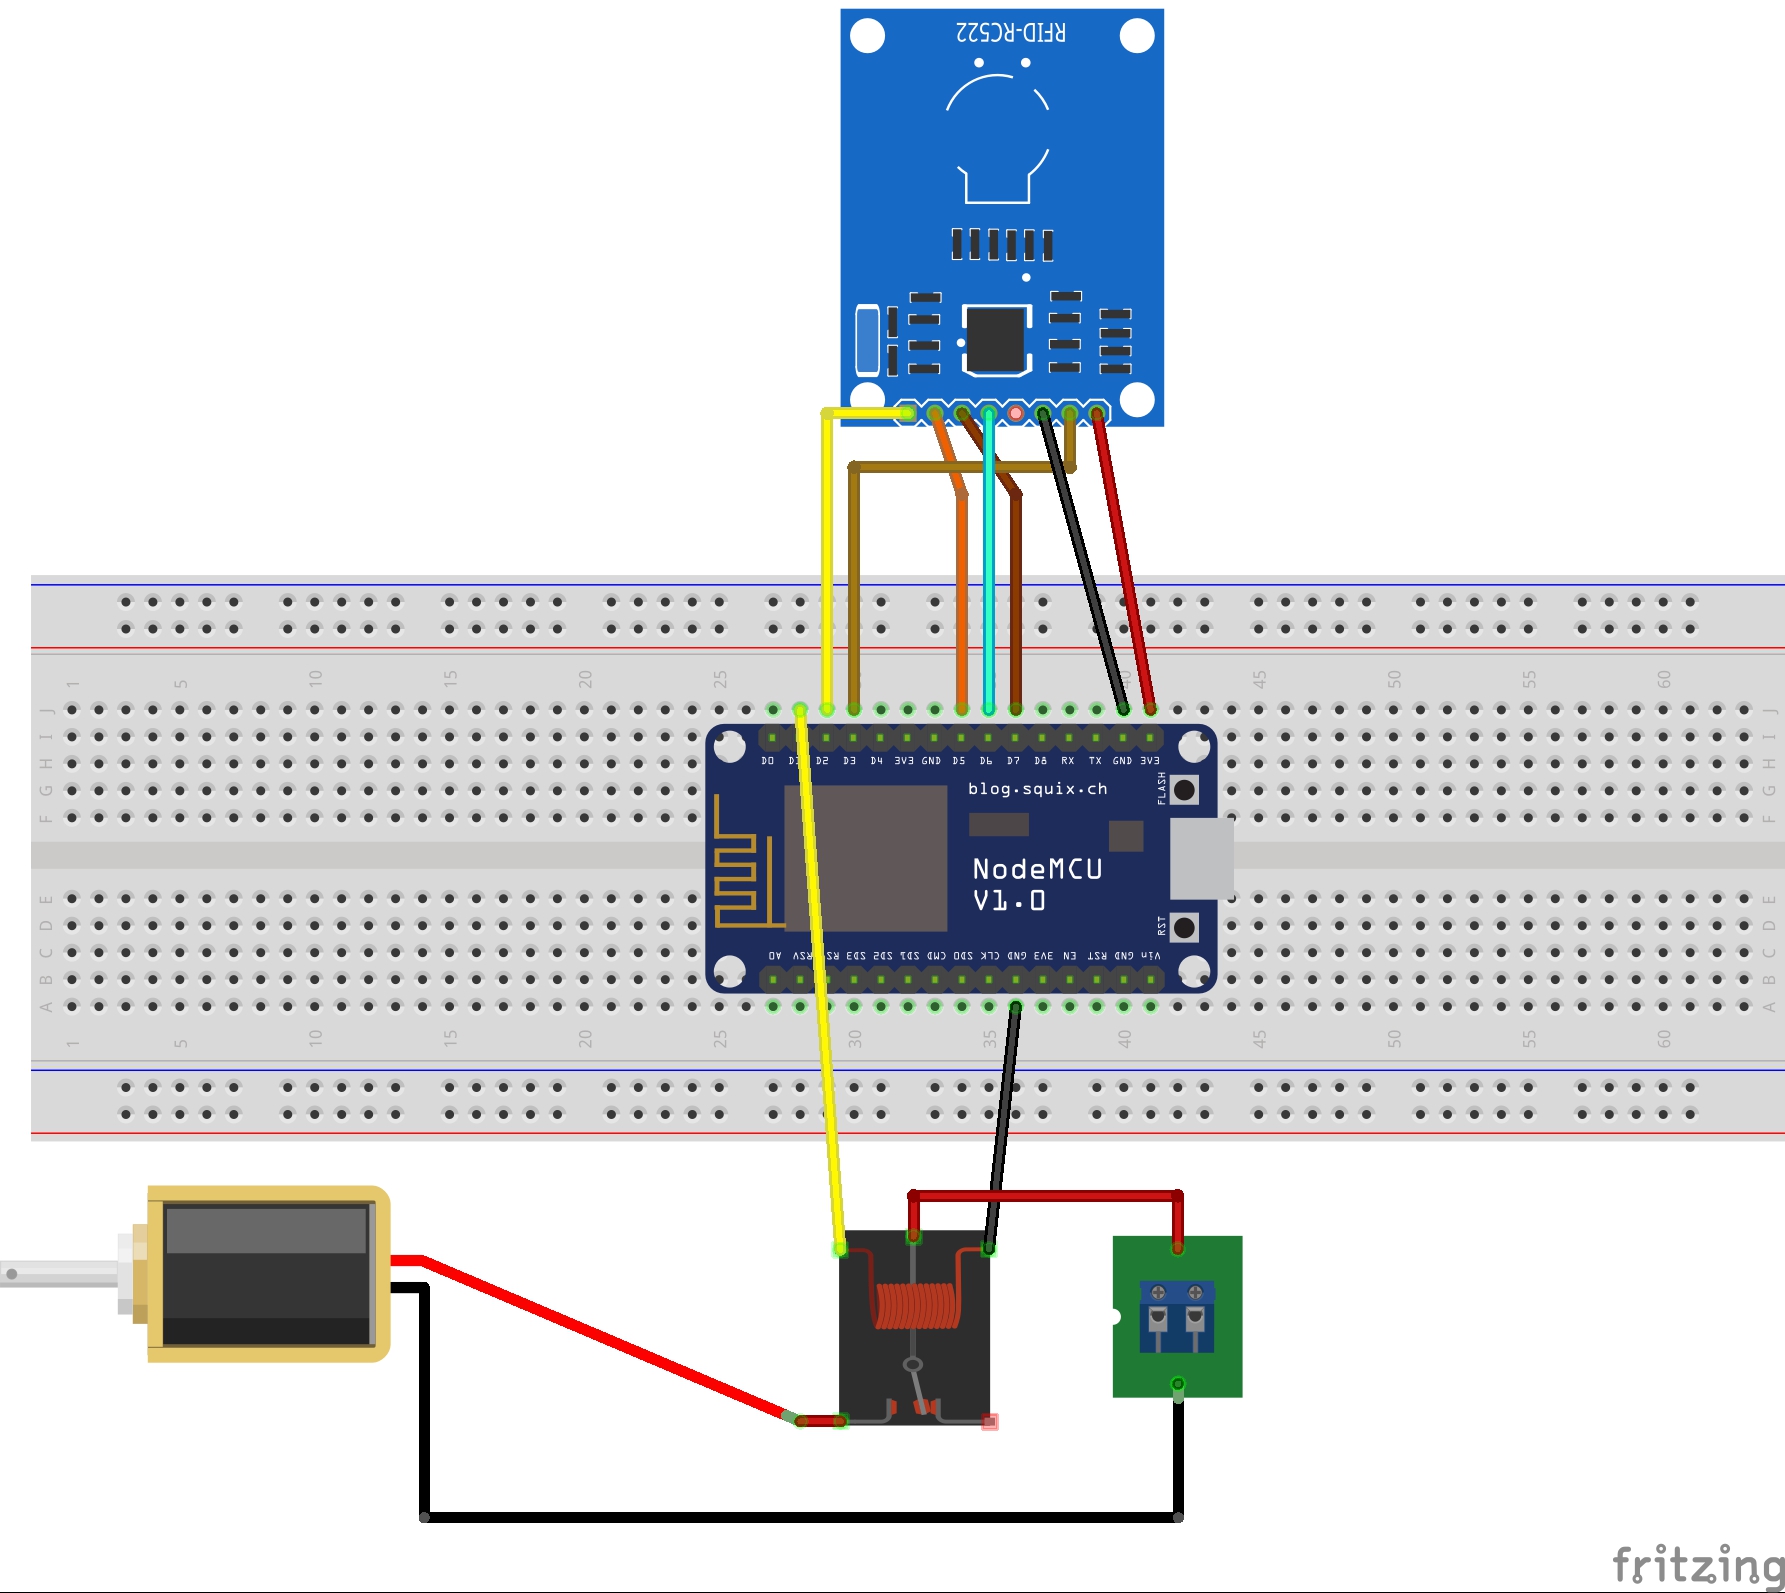 RFID-RC522
1 5 10 15 20 25 30 40 45 50 55 60
J J
I I
H H
G G
F F
D0 D1 D2 D3 D4 3V3 GND D5 D6 D7 D8 RX TX GND 3V3
FLASH
blog.squix.ch
NodeMCU
V1.0
RST
A0 RSV RSV SD3 SD2 SD1 CMD SD0 CLK GND 3V3 EN RST GND Vin
E E
D D
C C
B B
A A
1 5 10 15 20 25 30 35 40 45 50 55 60
fritzing